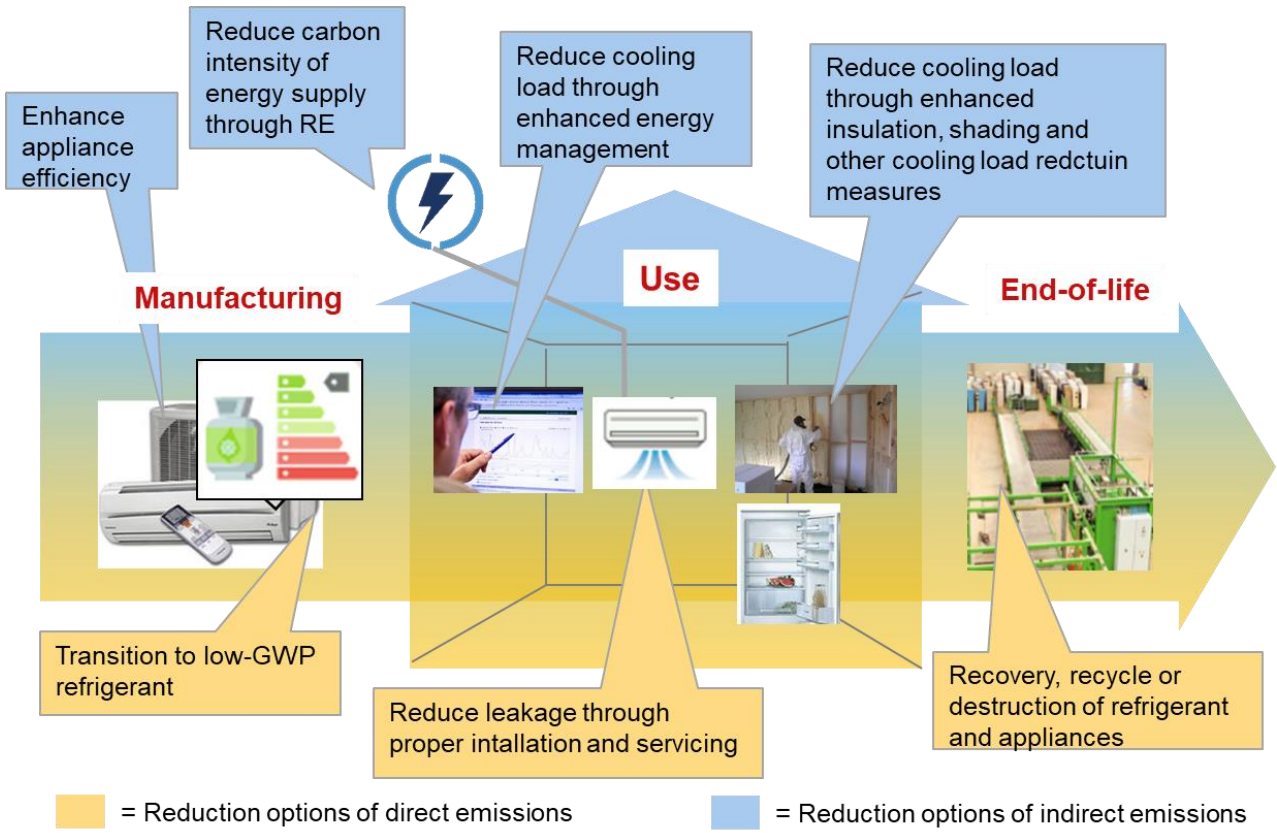 Reduce carbon
intensity of
energy supply
through RE
Reduce cooling
load through
enhanced energy
management
Reduce cooling load
through enhanced
insulation, shading and
other cooling load redctuin
measures
Enhance
appliance
efficiency
Manufacturing
Use
End-of-life
Transition to low-GWP
refrigerant
Reduce leakage through
proper intallation and servicing
Recovery, recycle or
destruction of refrigerant
and appliances
= Reduction options of direct emissions
= Reduction options of indirect emissions